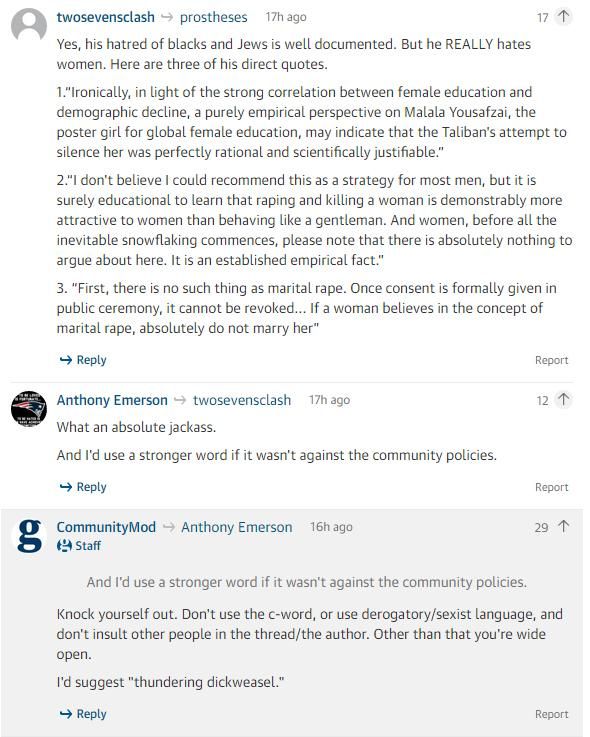 twosevensclash → prostheses 17h ago 17 ↑
Yes, his hatred of blacks and Jews is well documented. But he REALLY hates
women. Here are three of his direct quotes.
1.“Ironically, in light of the strong correlation between female education and
demographic decline, a purely empirical perspective on Malala Yousafzai, the
poster girl for global female education, may indicate that the Taliban's attempt to
silence her was perfectly rational and scientifically justifiable.”
2.“I don't believe I could recommend this as a strategy for most men, but it is
surely educational to learn that raping and killing a woman is demonstrably more
attractive to women than behaving like a gentleman. And women, before all the
inevitable snowflaking commences, please note that there is absolutely nothing to
argue about here. It is an established empirical fact.”
3. “First, there is no such thing as marital rape. Once consent is formally given in
public ceremony, it cannot be revoked... If a woman believes in the concept of
marital rape, absolutely do not marry her”
Reply Report
Anthony Emerson → twosevensclash 17h ago 12 ↑
What an absolute jackass.
And I'd use a stronger word if it wasn't against the community policies.
Reply Report
g
CommunityMod → Anthony Emerson 16h ago 29 ↑
Staff
And I'd use a stronger word if it wasn't against the community policies.
Knock yourself out. Don't use the c-word, or use derogatory/sexist language, and
don't insult other people in the thread/the author. Other than that you're wide
open.
I'd suggest "thundering dickweasel."
Reply Report